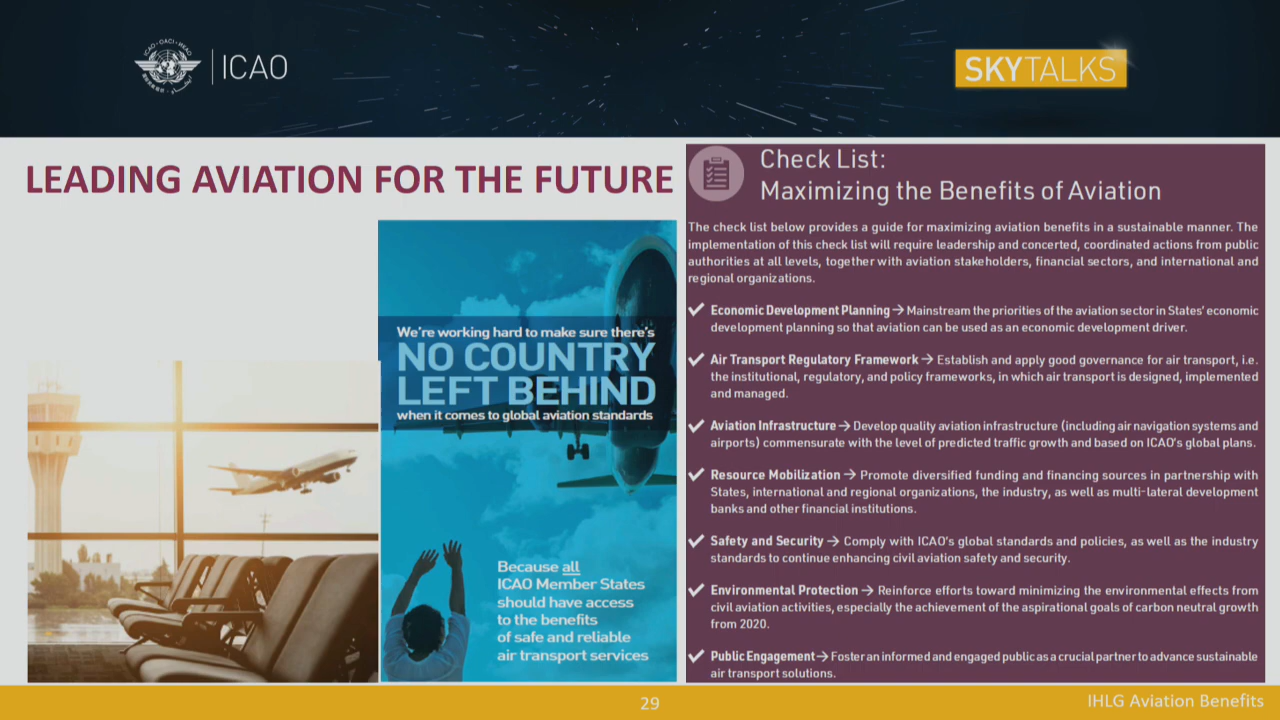 ICAO · OACI
ICAO
SKYTALKS
LEADING AVIATION FOR THE FUTURE
We're working hard to make sure there's
NO COUNTRY
LEFT BEHIND
when it comes to global aviation standards
Because all
ICAO Member States
should have access
to the benefits
of safe and reliable
air transport services
Check List:
Maximizing the Benefits of Aviation
The check list below provides a guide for maximizing aviation benefits in a sustainable manner. The
implementation of this check list will require leadership and concerted, coordinated actions from public
authorities at all levels, together with aviation stakeholders, financial sectors, and international and
regional organizations.
Economic Development Planning → Mainstream the priorities of the aviation sector in States' economic
development planning so that aviation can be used as an economic development driver.
Air Transport Regulatory Framework → Establish and apply good governance for air transport, i.e.
the institutional, regulatory, and policy frameworks, in which air transport is designed, implemented
and managed.
Aviation Infrastructure → Develop quality aviation infrastructure (including air navigation systems and
airports) commensurate with the level of predicted traffic growth and based on ICAO's global plans.
Resource Mobilization → Promote diversified funding and financing sources in partnership with
States, international and regional organizations, the industry, as well as multi-lateral development
banks and other financial institutions.
Safety and Security → Comply with ICAO's global standards and policies, as well as the industry
standards to continue enhancing civil aviation safety and security.
Environmental Protection → Reinforce efforts toward minimizing the environmental effects from
civil aviation activities, especially the achievement of the aspirational goals of carbon neutral growth
from 2020.
Public Engagement → Foster an informed and engaged public as a crucial partner to advance sustainable
air transport solutions.
29
IHLG Aviation Benefits